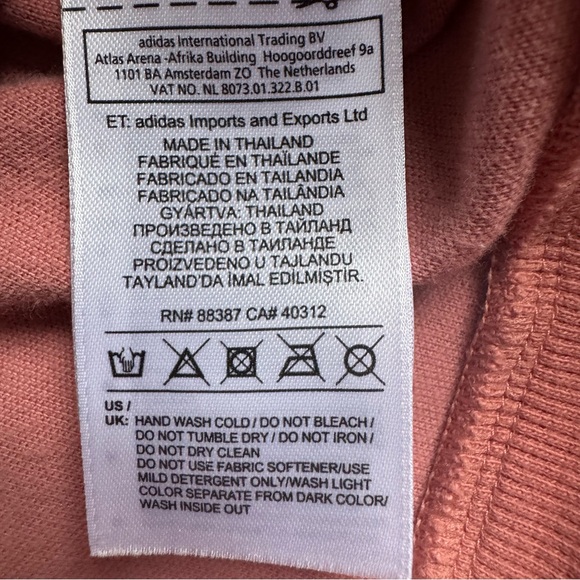 adidas International Trading BV
Atlas Arena -Afrika Building Hoogoorddreef 9a
1101 BA Amsterdam ZO The Netherlands
VAT NO. NL 8073.01.322.B.01
ET: adidas Imports and Exports Ltd
MADE IN THAILAND
FABRIQUÉ EN THAÏLANDE
FABRICADO EN TAILANDIA
FABRICADO NA TAILÂNDIA
GYÁRTVA: THAILAND
ПРОИЗВЕДЕНО В ТАЙЛАНД
СДЕЛАНО В ТАИЛАНДЕ
PROIZVEDENO U TAJLANDU
TAYLAND'DA İMAL EDİLMİŞTİR.
RN# 88387 CA# 40312
US /
UK: HAND WASH COLD / DO NOT BLEACH /
DO NOT TUMBLE DRY / DO NOT IRON /
DO NOT DRY CLEAN
DO NOT USE FABRIC SOFTENER/USE
MILD DETERGENT ONLY/WASH LIGHT
COLOR SEPARATE FROM DARK COLOR/
WASH INSIDE OUT